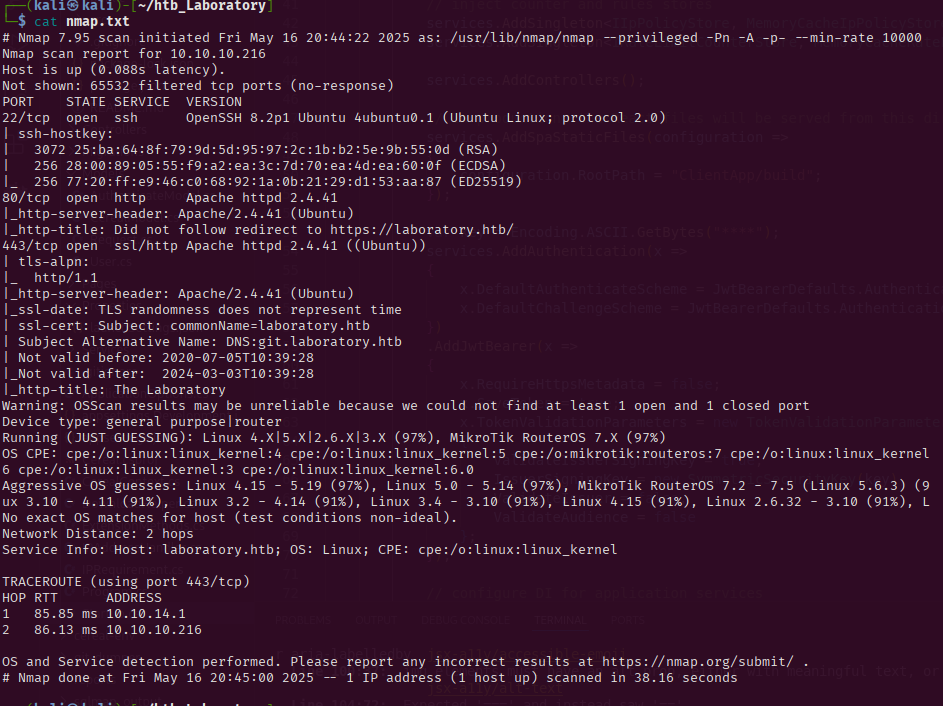 ┌──(kali㉿kali)-[~/htb_Laboratory]
└─$ cat nmap.txt
# Nmap 7.95 scan initiated Fri May 16 20:44:22 2025 as: /usr/lib/nmap/nmap --privileged -Pn -A -p- --min-rate 10000
Nmap scan report for 10.10.10.216
Host is up (0.088s latency).
Not shown: 65532 filtered tcp ports (no-response)
PORT    STATE SERVICE  VERSION
22/tcp  open  ssh      OpenSSH 8.2p1 Ubuntu 4ubuntu0.1 (Ubuntu Linux; protocol 2.0)
| ssh-hostkey:
|   3072 25:ba:64:8f:79:9d:5d:95:97:2c:1b:b2:5e:9b:55:0d (RSA)
|   256 28:00:89:05:55:f9:a2:ea:3c:7d:70:ea:4d:ea:60:0f (ECDSA)
|_  256 77:20:ff:e9:46:c0:68:92:1a:0b:21:29:d1:53:aa:87 (ED25519)
80/tcp  open  http     Apache httpd 2.4.41
|_http-server-header: Apache/2.4.41 (Ubuntu)
|_http-title: Did not follow redirect to https://laboratory.htb/
443/tcp open  ssl/http Apache httpd 2.4.41 ((Ubuntu))
| tls-alpn:
|_  http/1.1
|_http-server-header: Apache/2.4.41 (Ubuntu)
|_ssl-date: TLS randomness does not represent time
| ssl-cert: Subject: commonName=laboratory.htb
| Subject Alternative Name: DNS:git.laboratory.htb
| Not valid before: 2020-07-05T10:39:28
|_Not valid after:  2024-03-03T10:39:28
|_http-title: The Laboratory
Warning: OSScan results may be unreliable because we could not find at least 1 open and 1 closed port
Device type: general purpose|router
Running (JUST GUESSING): Linux 4.X|5.X|2.6.X|3.X (97%), MikroTik RouterOS 7.X (97%)
OS CPE: cpe:/o:linux:linux_kernel:4 cpe:/o:linux:linux_kernel:5 cpe:/o:mikrotik:routeros:7 cpe:/o:linux:linux_kernel
6 cpe:/o:linux:linux_kernel:3 cpe:/o:linux:linux_kernel:6.0
Aggressive OS guesses: Linux 4.15 - 5.19 (97%), Linux 5.0 - 5.14 (97%), MikroTik RouterOS 7.2 - 7.5 (Linux 5.6.3) (9
ux 3.10 - 4.11 (91%), Linux 3.2 - 4.14 (91%), Linux 3.4 - 3.10 (91%), Linux 4.15 (91%), Linux 2.6.32 - 3.10 (91%), L
No exact OS matches for host (test conditions non-ideal).
Network Distance: 2 hops
Service Info: Host: laboratory.htb; OS: Linux; CPE: cpe:/o:linux:linux_kernel
TRACEROUTE (using port 443/tcp)
HOP RTT      ADDRESS
1   85.85 ms 10.10.14.1
2   86.13 ms 10.10.10.216
OS and Service detection performed. Please report any incorrect results at https://nmap.org/submit/ .
# Nmap done at Fri May 16 20:45:00 2025 -- 1 IP address (1 host up) scanned in 38.16 seconds